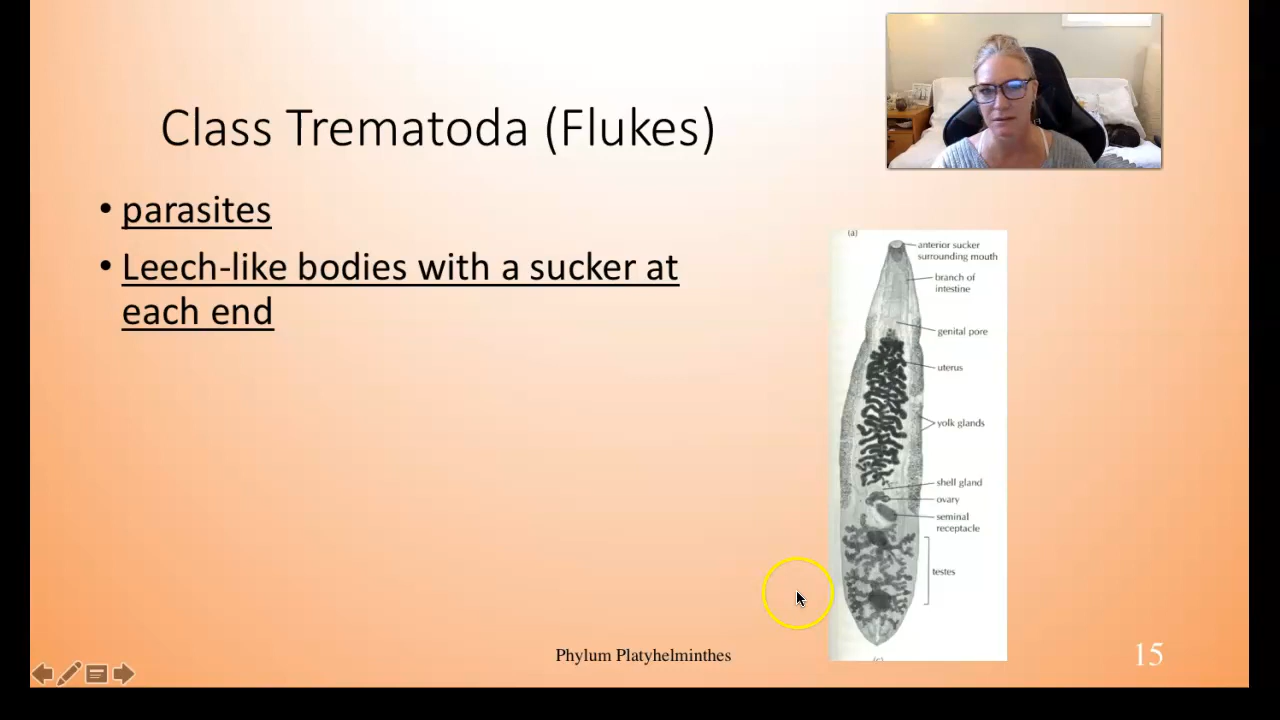 Class Trematoda (Flukes)
• parasites
• Leech-like bodies with a sucker at
each end
(a)
anterior sucker
surrounding mouth
branch of
intestine
genital pore
uterus
yolk glands
shell gland
ovary
seminal
receptacle
testes
Phylum Platyhelminthes
15